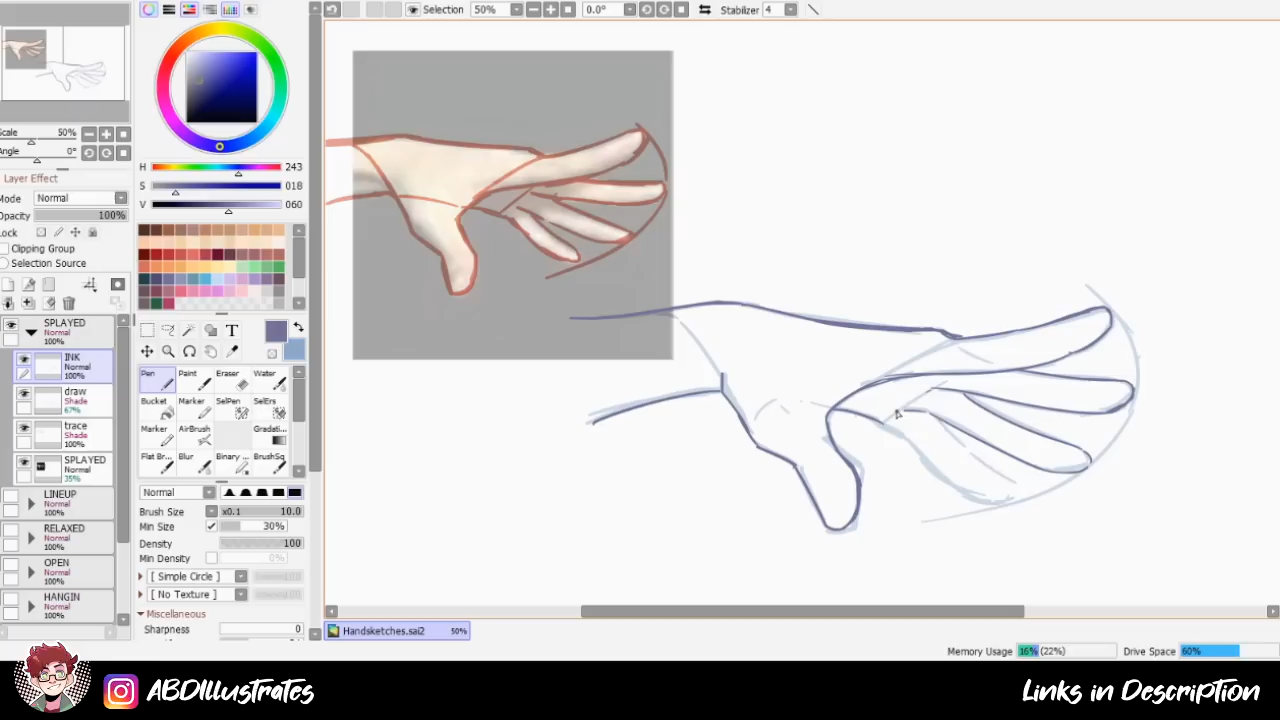 Selection 50% 0.0° Stabilizer 4
Scale 50%
Angle 0°
Layer Effect
Mode Normal
Opacity 100%
Lock
Clipping Group
Selection Source
SPLAYED
Normal
100%
INK
Normal
100%
draw
Shade
67%
trace
Shade
100%
SPLAYED
Normal
35%
LINEUP
Normal
100%
RELAXED
Normal
100%
OPEN
Normal
100%
HANGIN
Normal
100%
H 243
S 018
V 060
T
Pen Paint Eraser Water
Bucket Marker SelPen SelErs
Marker AirBrush Gradati...
Flat Br... Blur Binary ... BrushSq
Normal
Brush Size x0.1 10.0
Min Size 30%
Density 100
Min Density 0%
[ Simple Circle ]
[ No Texture ]
Miscellaneous
Sharpness 0
Handsketches.sai2 50%
Memory Usage 16% (22%) Drive Space 60%
ABDIllustrates
Links in Description